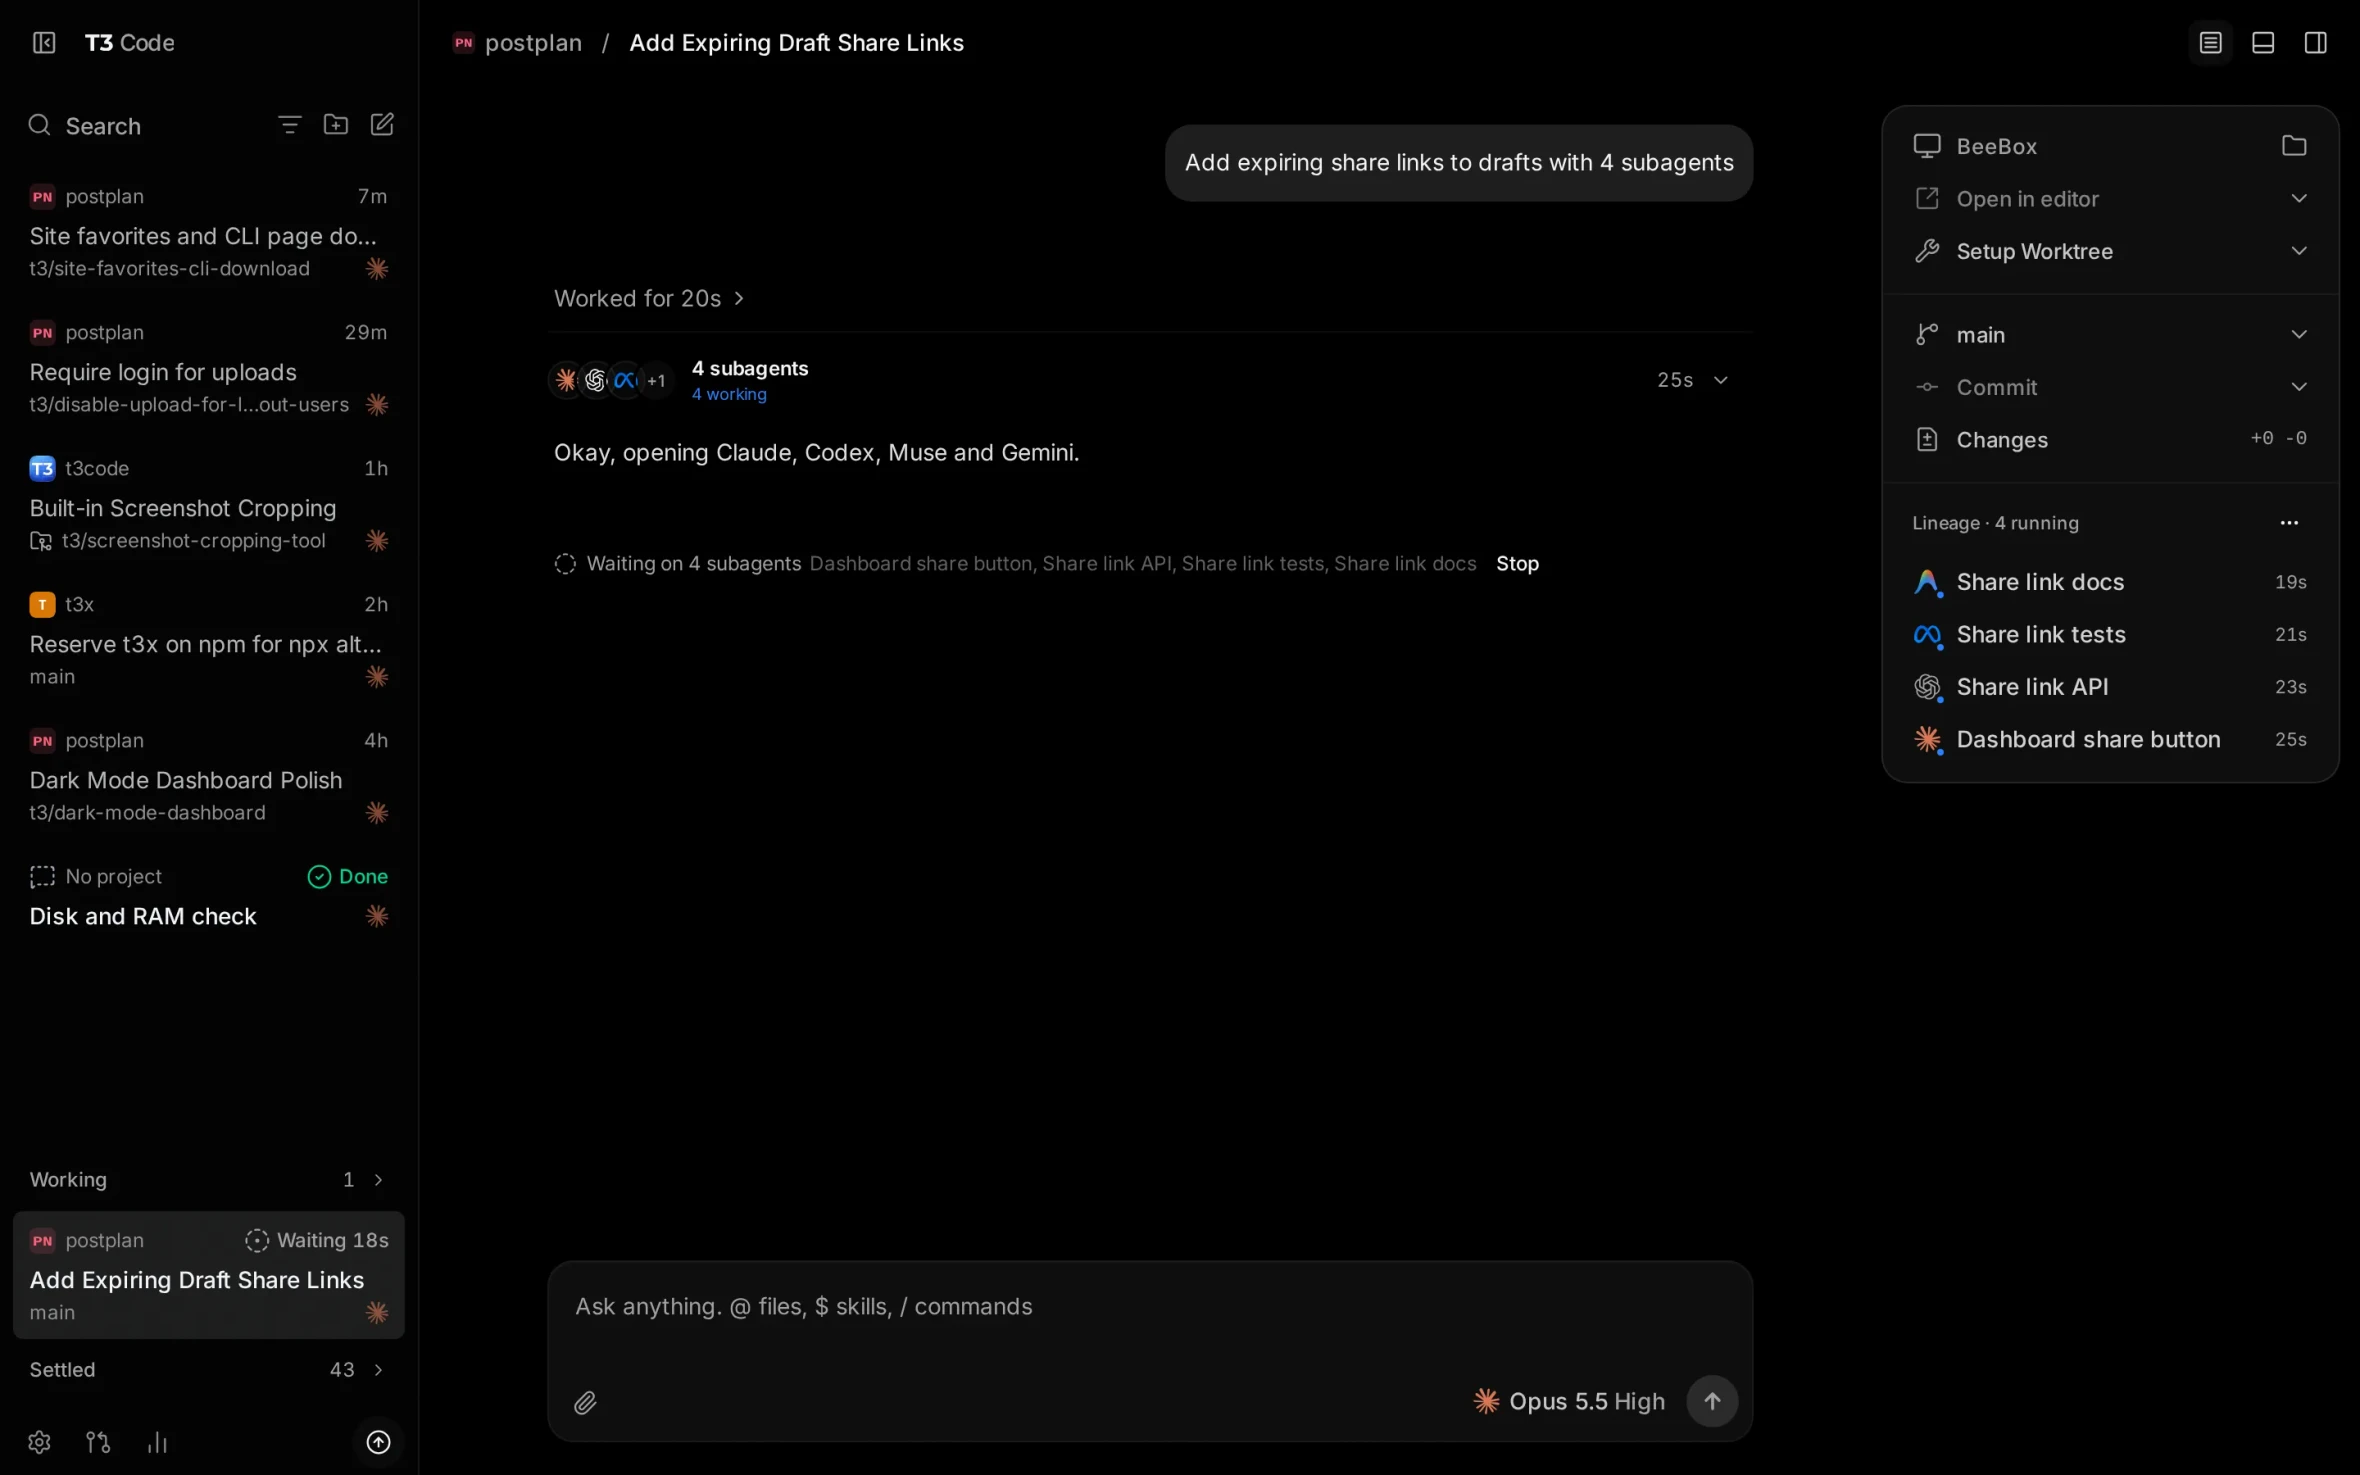 T3 Code
Search
PN postplan 7m
Site favorites and CLI page do...
t3/site-favorites-cli-download
PN postplan 29m
Require login for uploads
t3/disable-upload-for-l...out-users
T3 t3code 1h
Built-in Screenshot Cropping
t3/screenshot-cropping-tool
T t3x 2h
Reserve t3x on npm for npx alt...
main
PN postplan 4h
Dark Mode Dashboard Polish
t3/dark-mode-dashboard
No project Done
Disk and RAM check
Working 1
PN postplan Waiting 18s
Add Expiring Draft Share Links
main
Settled 43
PN postplan / Add Expiring Draft Share Links
Add expiring share links to drafts with 4 subagents
Worked for 20s
+1 4 subagents 25s
4 working
Okay, opening Claude, Codex, Muse and Gemini.
Waiting on 4 subagents Dashboard share button, Share link API, Share link tests, Share link docs Stop
Ask anything. @ files, $ skills, / commands
Opus 5.5 High
BeeBox
Open in editor
Setup Worktree
main
Commit
Changes +0 -0
Lineage · 4 running ...
Share link docs 19s
Share link tests 21s
Share link API 23s
Dashboard share button 25s